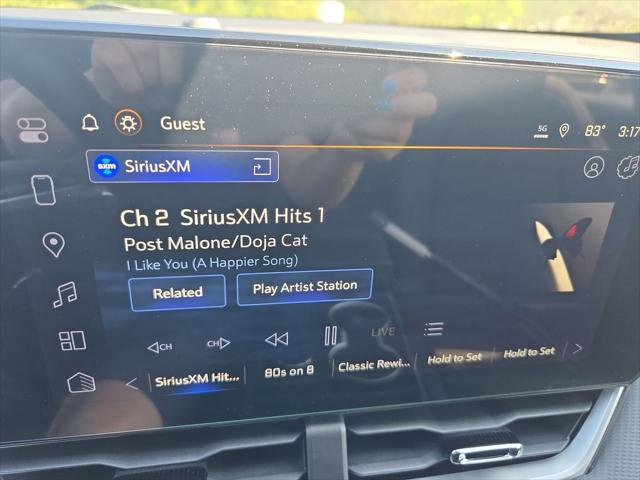 Guest
5G 83° 3:17
sxm SiriusXM
Ch 2 SiriusXM Hits 1
Post Malone/Doja Cat
I Like You (A Happier Song)
Related Play Artist Station
CH CH LIVE
SiriusXM Hit... 80s on 8 Classic Rewi... Hold to Set Hold to Set